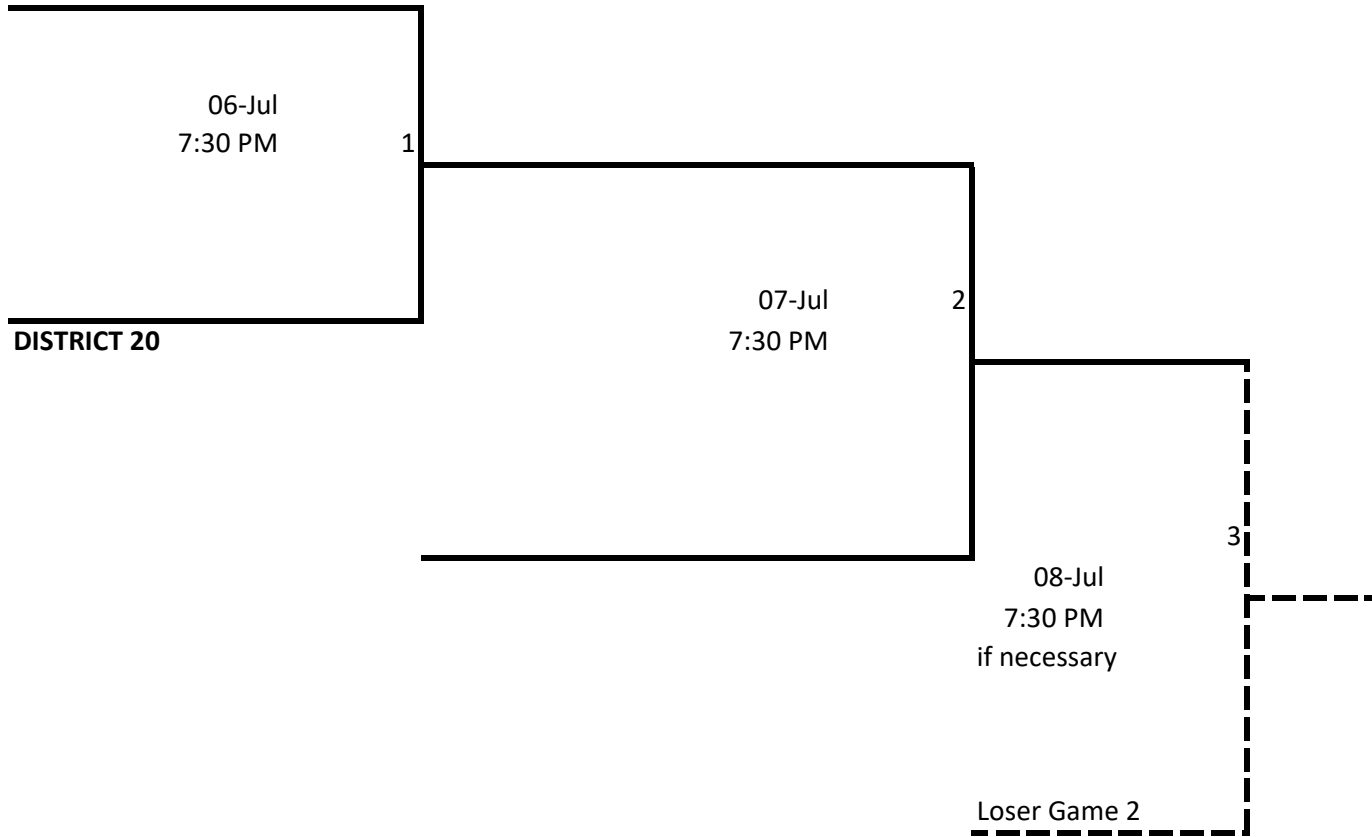 06-Jul
7:30 PM
1
DISTRICT 20
07-Jul
2
7:30 PM
3
08-Jul
7:30 PM
if necessary
Loser Game 2